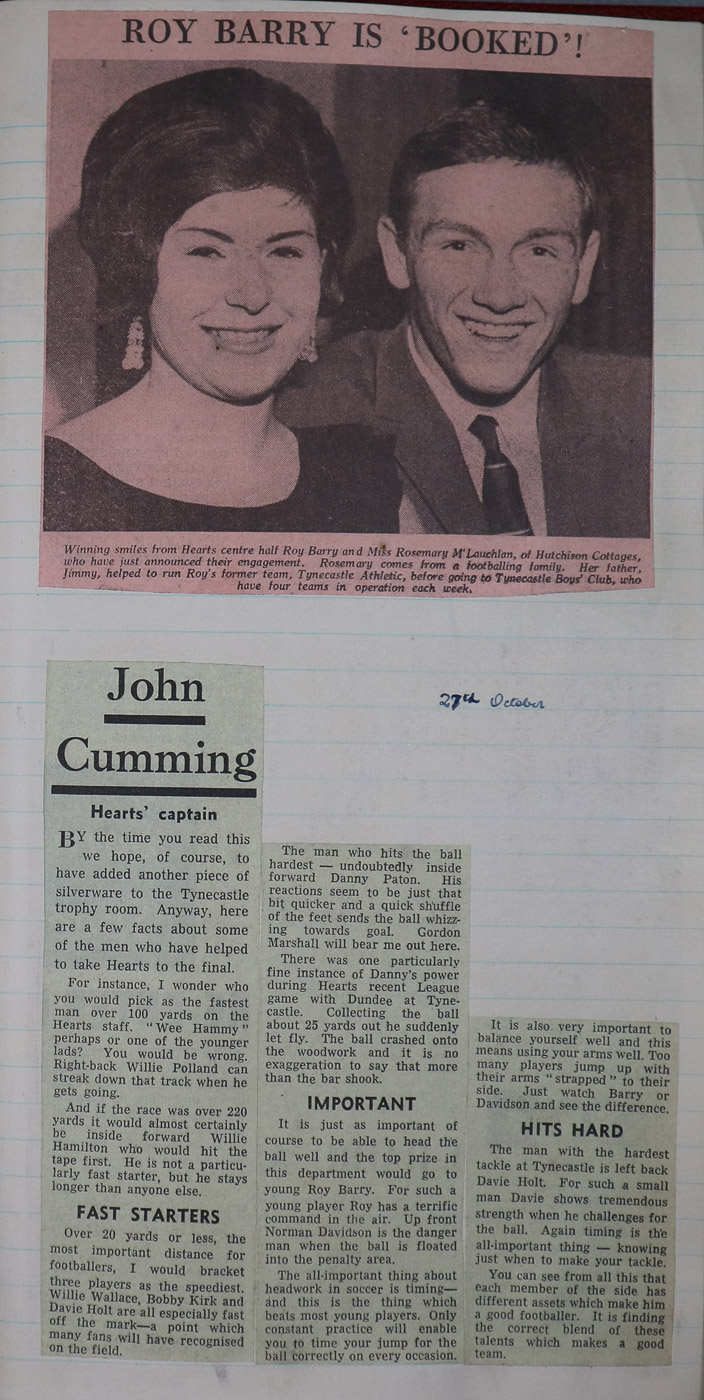 ROY BARRY IS ‘BOOKED’!
Winning smiles from Hearts centre half Roy Barry and Miss Rosemary M‘Lauchlan, of Hutchison Cottages,
who have just announced their engagement. Rosemary comes from a footballing family. Her father,
Jimmy, helped to run Roy's former team, Tynecastle Athletic, before going to Tynecastle Boys' Club, who
have four teams in operation each week.
27th October
John
Cumming
Hearts' captain
BY the time you read this
we hope, of course, to
have added another piece of
silverware to the Tynecastle
trophy room. Anyway, here
are a few facts about some
of the men who have helped
to take Hearts to the final.
For instance, I wonder who
you would pick as the fastest
man over 100 yards on the
Hearts staff. "Wee Hammy"
perhaps or one of the younger
lads? You would be wrong.
Right-back Willie Polland can
streak down that track when he
gets going.
And if the race was over 220
yards it would almost certainly
be inside forward Willie
Hamilton who would hit the
tape first. He is not a particu-
larly fast starter, but he stays
longer than anyone else.
FAST STARTERS
Over 20 yards or less, the
most important distance for
footballers, I would bracket
three players as the speediest.
Willie Wallace, Bobby Kirk and
Davie Holt are all especially fast
off the mark—a point which
many fans will have recognised
on the field.
The man who hits the ball
hardest — undoubtedly inside
forward Danny Paton. His
reactions seem to be just that
bit quicker and a quick shuffle
of the feet sends the ball whizz-
ing towards goal. Gordon
Marshall will bear me out here.
There was one particularly
fine instance of Danny's power
during Hearts recent League
game with Dundee at Tyne-
castle. Collecting the ball
about 25 yards out he suddenly
let fly. The ball crashed onto
the woodwork and it is no
exaggeration to say that more
than the bar shook.
IMPORTANT
It is just as important of
course to be able to head the
ball well and the top prize in
this department would go to
young Roy Barry. For such a
young player Roy has a terrific
command in the air. Up front
Norman Davidson is the danger
man when the ball is floated
into the penalty area.
The all-important thing about
headwork in soccer is timing—
and this is the thing which
beats most young players. Only
constant practice will enable
you to time your jump for the
ball correctly on every occasion.
It is also very important to
balance yourself well and this
means using your arms well. Too
many players jump up with
their arms "strapped" to their
side. Just watch Barry or
Davidson and see the difference.
HITS HARD
The man with the hardest
tackle at Tynecastle is left back
Davie Holt. For such a small
man Davie shows tremendous
strength when he challenges for
the ball. Again timing is the
all-important thing — knowing
just when to make your tackle.
You can see from all this that
each member of the side has
different assets which make him
a good footballer. It is finding
the correct blend of these
talents which makes a good
team.